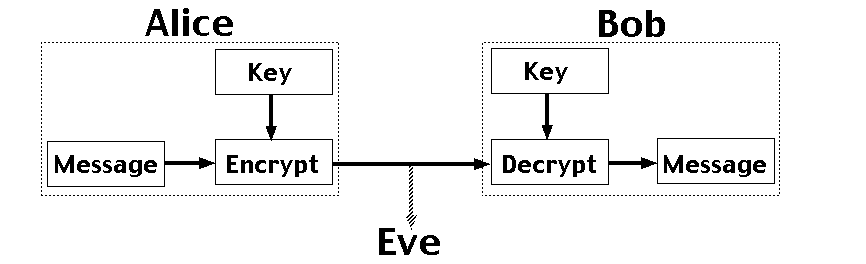 Alice
Bob
Key
Key
Message
Encrypt
Decrypt
Message
Eve